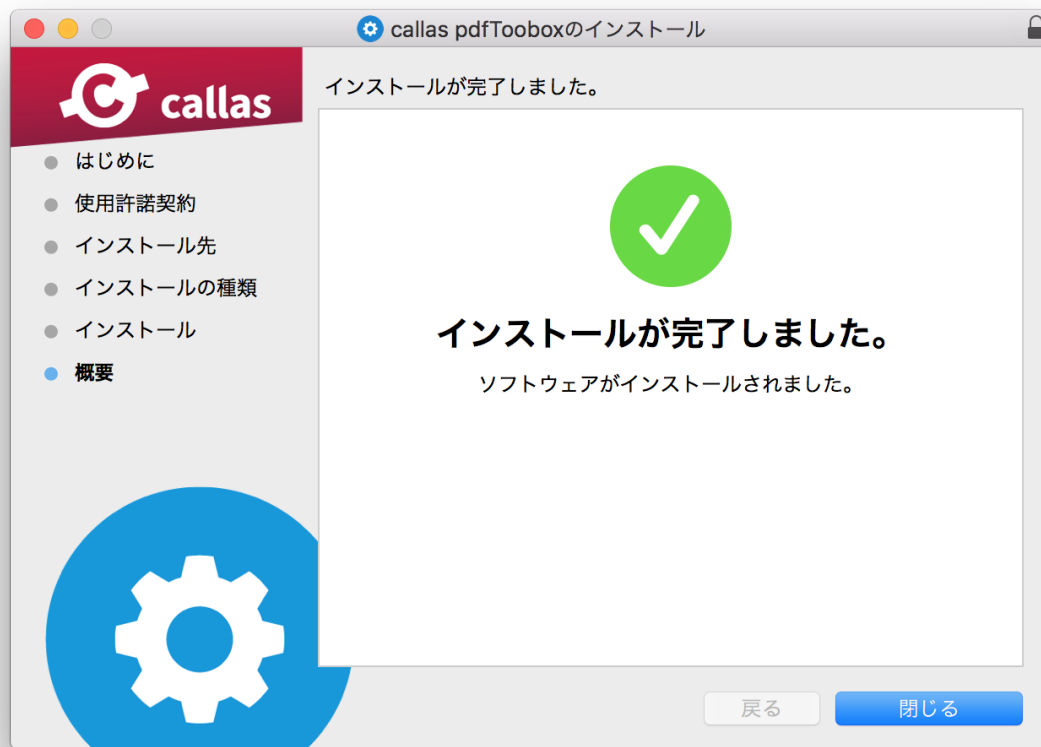 callas pdfTooboxのインストール
callas
インストールが完了しました。
はじめに
使用許諾契約
インストール先
インストールの種類
インストール
概要
インストールが完了しました。
ソフトウェアがインストールされました。
戻る
閉じる